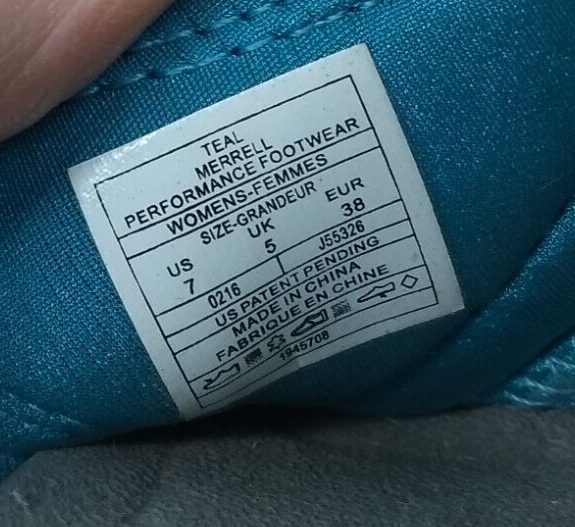 TEAL
MERRELL
PERFORMANCE FOOTWEAR
WOMENS-FEMMES
SIZE-GRANDEUR
US UK EUR
7 5 38
0216 J55326
US PATENT PENDING
MADE IN CHINA
FABRIQUE EN CHINE
1945708